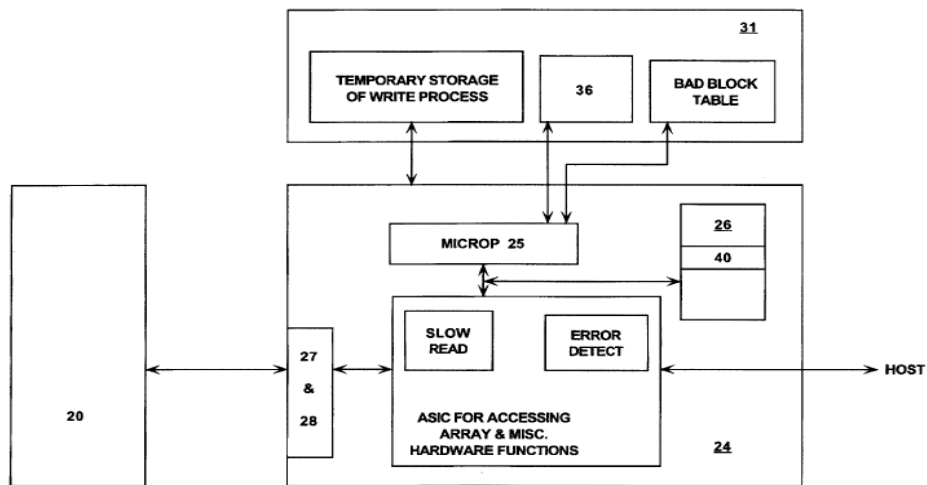 31
TEMPORARY STORAGE
OF WRITE PROCESS
36
BAD BLOCK
TABLE
26
MICROP 25
40
SLOW
READ
ERROR
DETECT
27
&
28
HOST
20
ASIC FOR ACCESSING
ARRAY & MISC.
HARDWARE FUNCTIONS
24